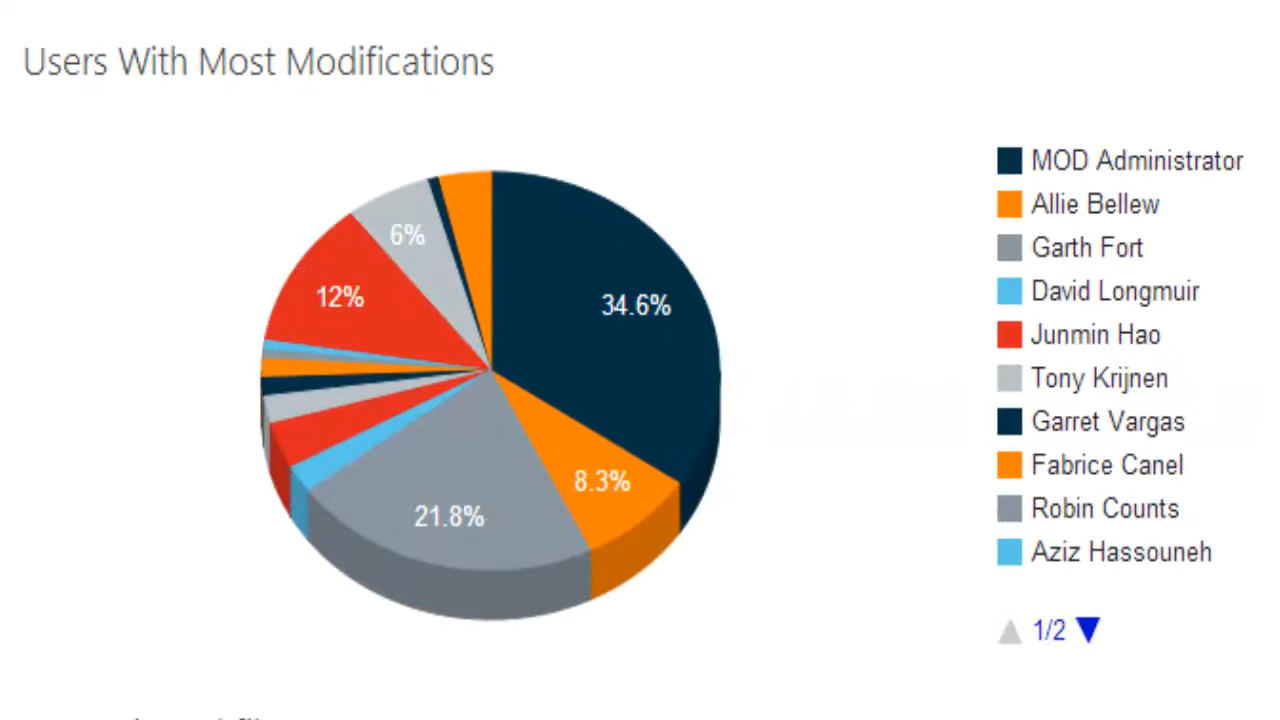 Users With Most Modifications
6%
12%
34.6%
8.3%
21.8%
MOD Administrator
Allie Bellew
Garth Fort
David Longmuir
Junmin Hao
Tony Krijnen
Garret Vargas
Fabrice Canel
Robin Counts
Aziz Hassouneh
1/2